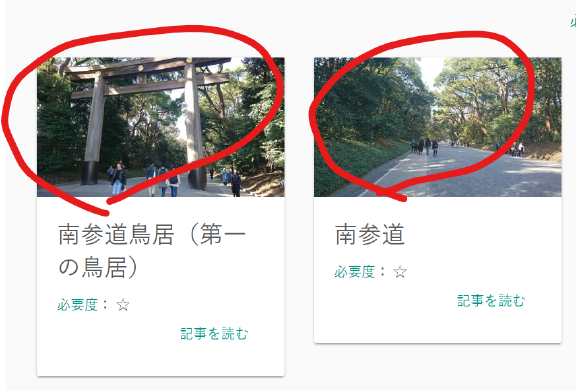 南参道鳥居（第一
の鳥居）
必要度： ☆
記事を読む
南参道
必要度： ☆
記事を読む